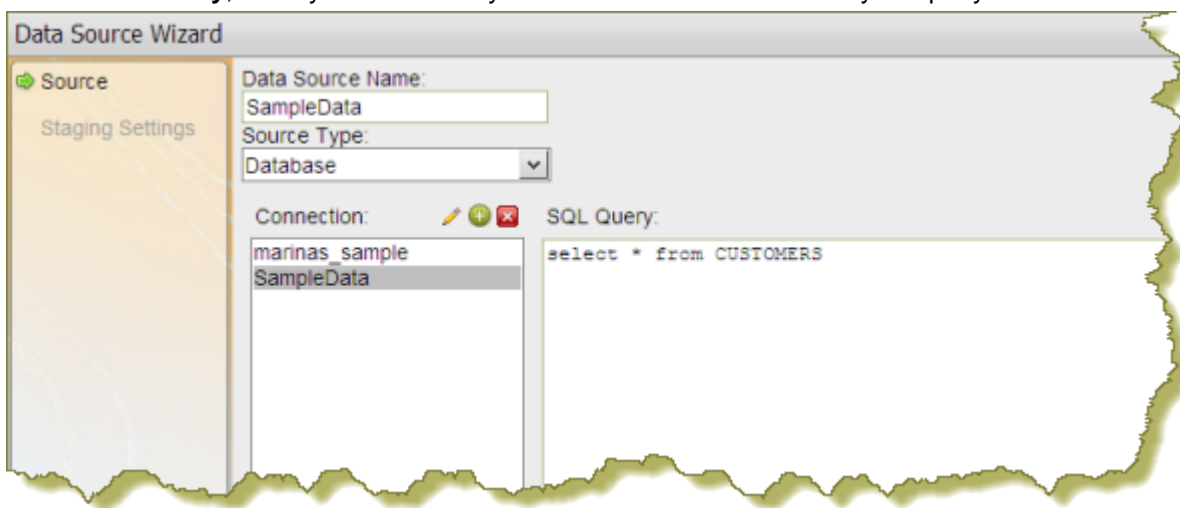 Data Source Wizard
Source
Staging Settings
Data Source Name:
SampleData
Source Type:
Database
Connection:
marinas_sample
SampleData
SQL Query:
select * from CUSTOMERS